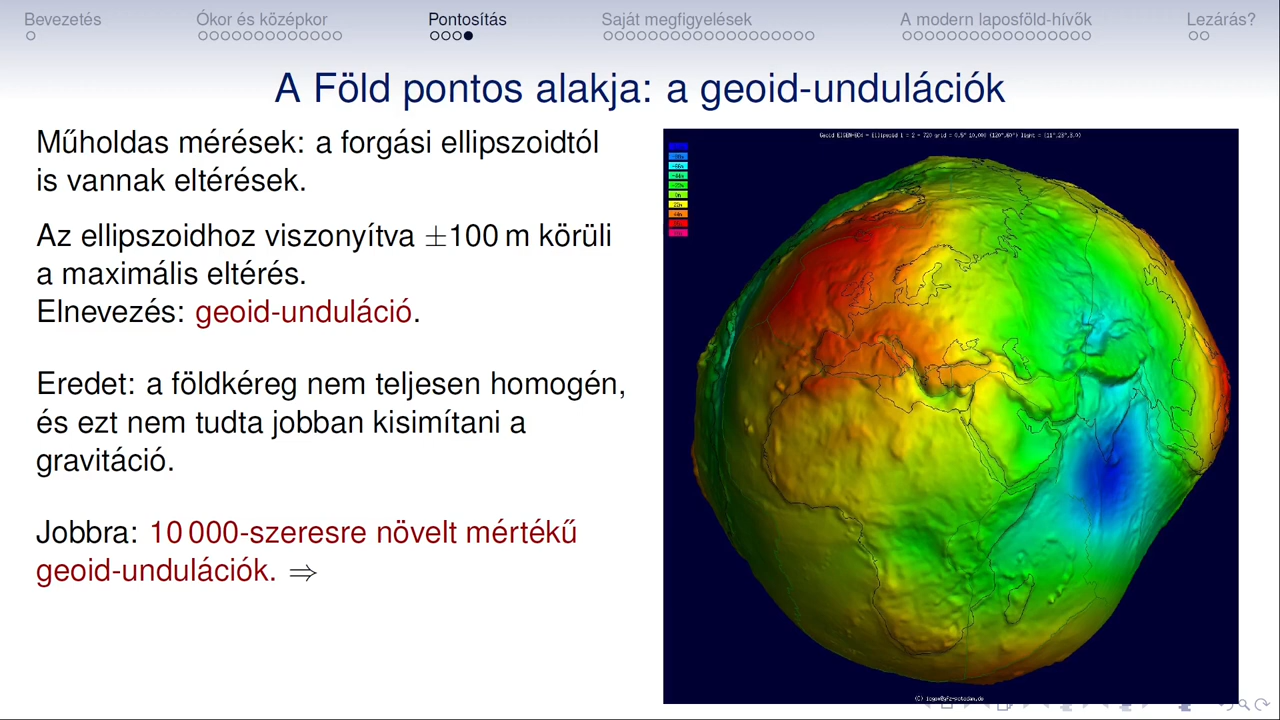 Bevezetés
Ókor és középkor
Pontosítás
Saját megfigyelések
A modern laposföld-hívők
Lezárás?
A Föld pontos alakja: a geoid-undulációk
Műholdas mérések: a forgási ellipszoidtól
is vannak eltérések.
Az ellipszoidhoz viszonyítva ±100 m körüli
a maximális eltérés.
Elnevezés: geoid-unduláció.
Eredet: a földkéreg nem teljesen homogén,
és ezt nem tudta jobban kisimítani a
gravitáció.
Jobbra: 10 000-szeresre növelt mértékű
geoid-undulációk. ⇒